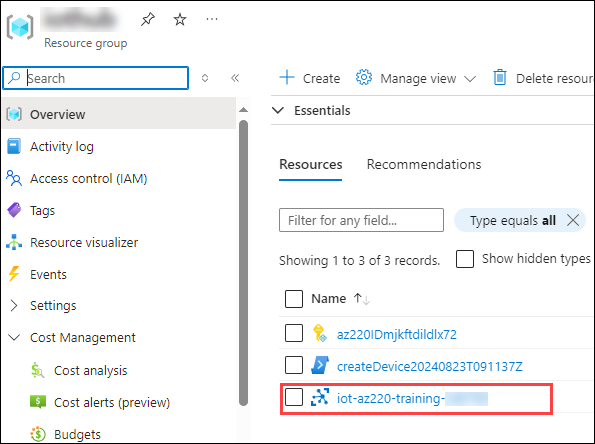 Resource group
Search
Create
Manage view
Delete resour
Overview
Essentials
Activity log
Access control (IAM)
Resources
Recommendations
Tags
Filter for any field...
Type equals all
Resource visualizer
Showing 1 to 3 of 3 records.
Show hidden types
Events
Name
Settings
az220IDmjkftdildlx72
Cost Management
createDevice20240823T091137Z
Cost analysis
iot-az220-training-
Cost alerts (preview)
Budgets